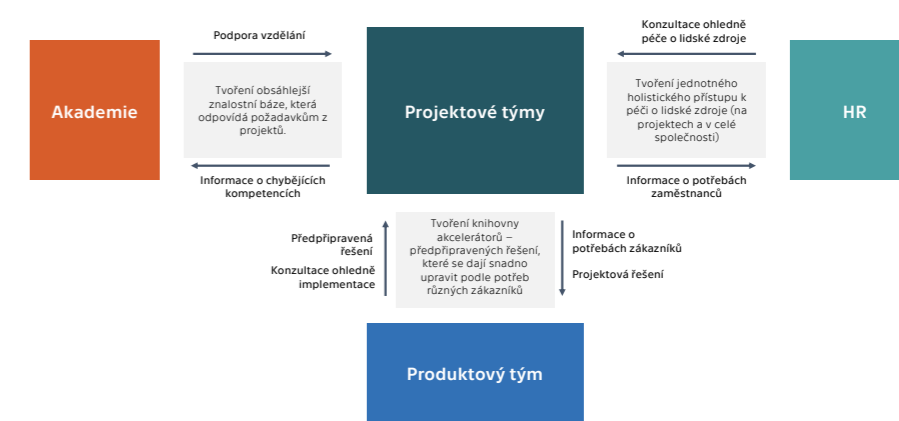 Podpora vzdělání
Konzultace ohledně
péče o lidské zdroje
Akademie
Tvoření obsáhlejší
znalostní báze, která
odpovídá požadavkům z
projektů.
Projektové týmy
Tvoření jednotného
holistického přístupu k
péči o lidské zdroje (na
projektech a v celé
společnosti)
HR
Informace o chybějících
kompetencích
Informace o potřebách
zaměstnanců
Předpřipravená
řešení
Konzultace ohledně
implementace
Tvoření knihovny
akcelerátorů –
předpřipravených řešení,
které se dají snadno
upravit podle potřeb
různých zákazníků
Informace o
potřebách zákazníků
Projektová řešení
Produktový tým